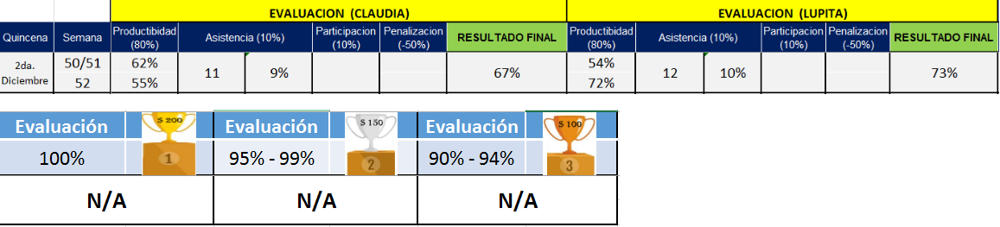 EVALUACION (CLAUDIA) EVALUACION (LUPITA)
Quincena Semana Productibidad (80%) Asistencia (10%) Participacion (10%) Penalizacion (-50%) RESULTADO FINAL Productibidad (80%) Asistencia (10%) Participacion (10%) Penalizacion (-50%) RESULTADO FINAL
2da. Diciembre 50/51 62% 11 9% 67% 54% 12 10% 73%
52 55% 72%
Evaluación $ 200 Evaluación $ 150 Evaluación $ 100
100% 1 95% - 99% 2 90% - 94% 3
N/A N/A N/A